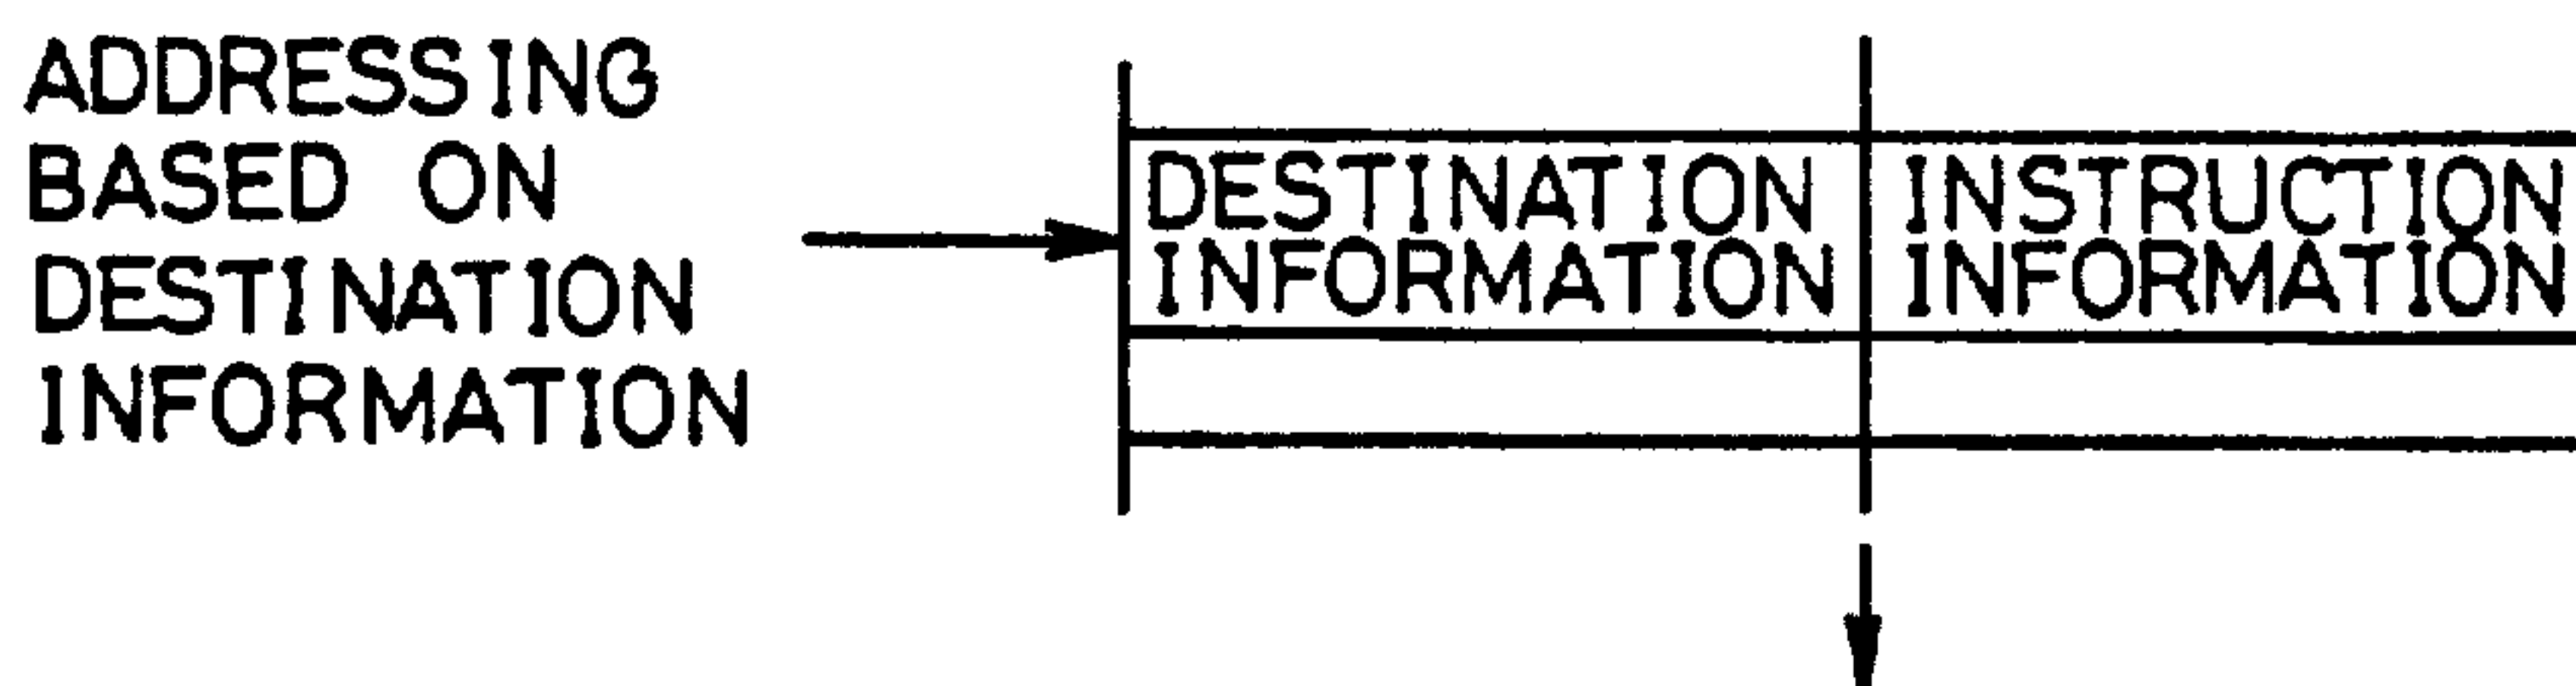 ADDRESSING
BASED ON
DESTINATION
INFORMATION
DESTINATION
INFORMATION
INSTRUCTION
INFORMATION